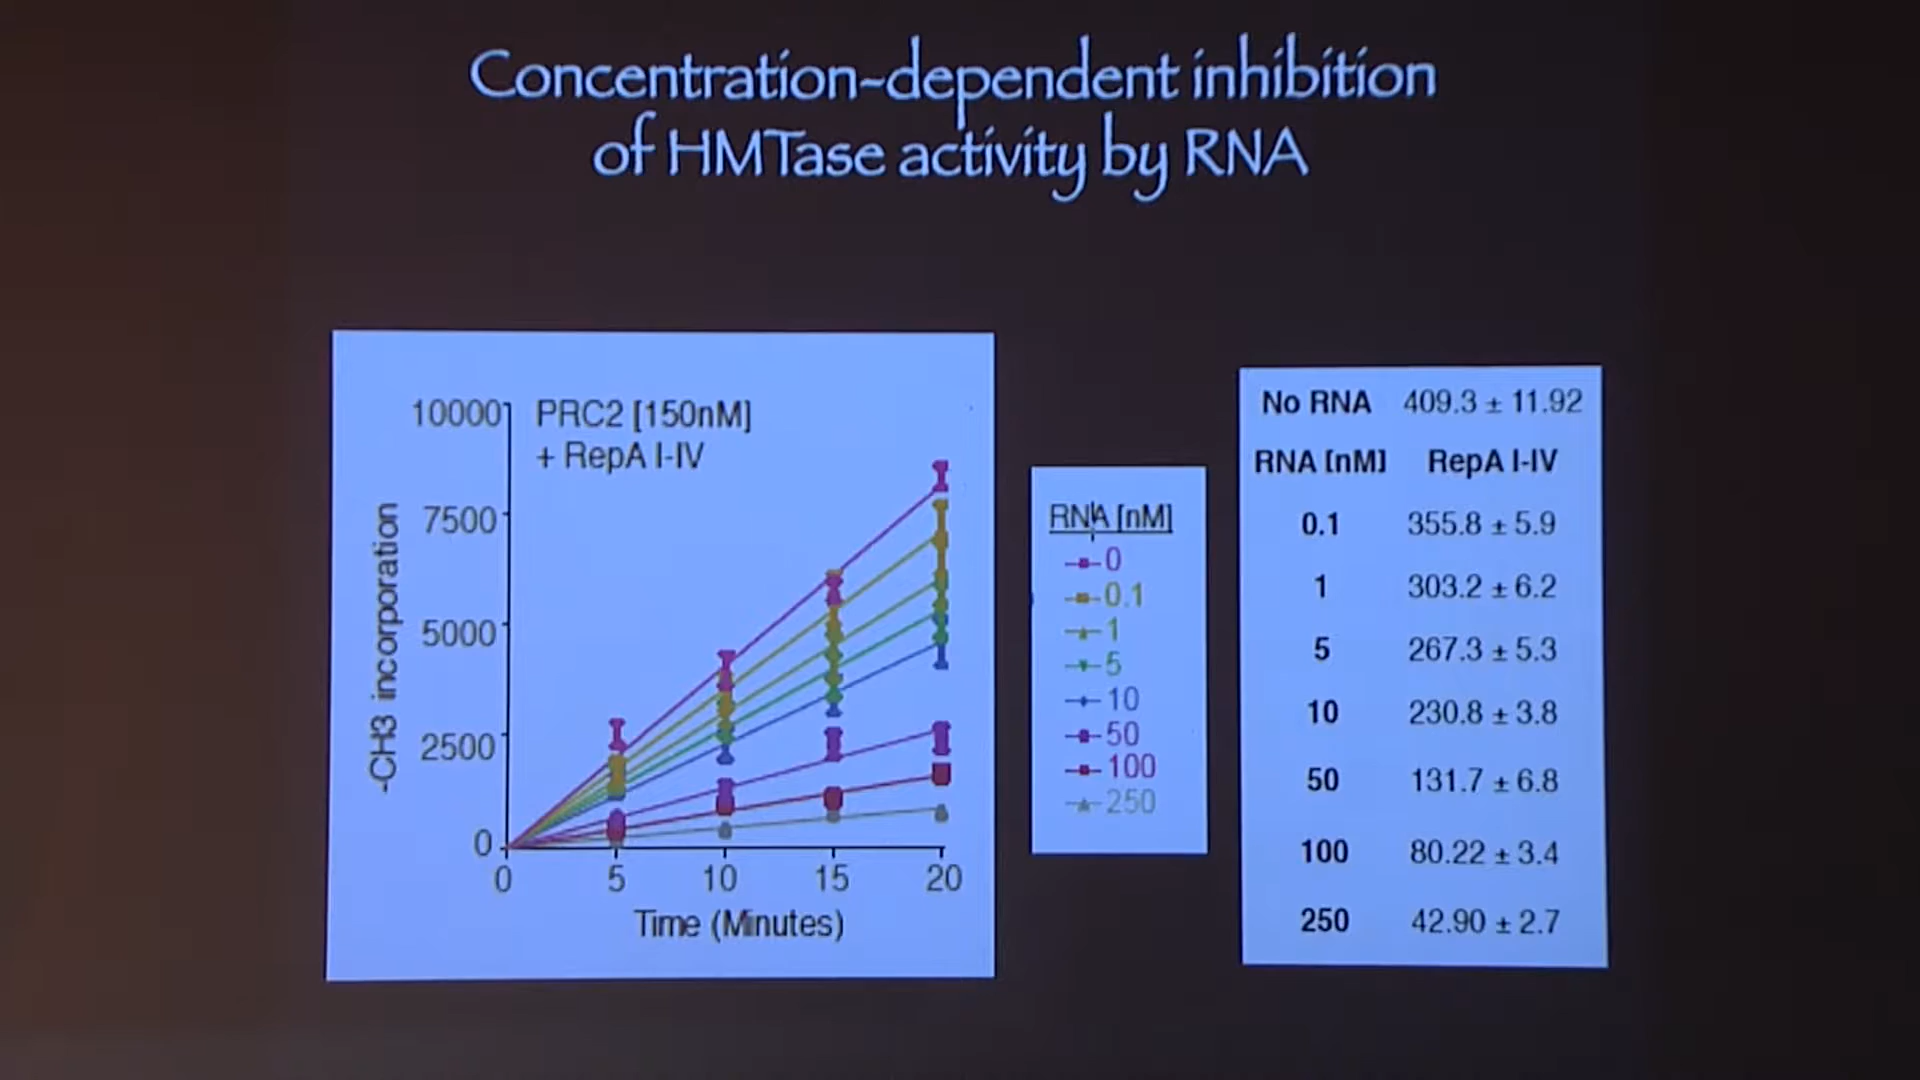 Concentration-dependent inhibition
of HMTase activity by RNA
10000
7500
5000
2500
0
-CH3 incorporation
PRC2 [150nM]
+ RepA I-IV
0 5 10 15 20
Time (Minutes)
RNA [nM]
0
0.1
1
5
10
50
100
250
No RNA 409.3 ± 11.92
RNA [nM] RepA I-IV
0.1 355.8 ± 5.9
1 303.2 ± 6.2
5 267.3 ± 5.3
10 230.8 ± 3.8
50 131.7 ± 6.8
100 80.22 ± 3.4
250 42.90 ± 2.7